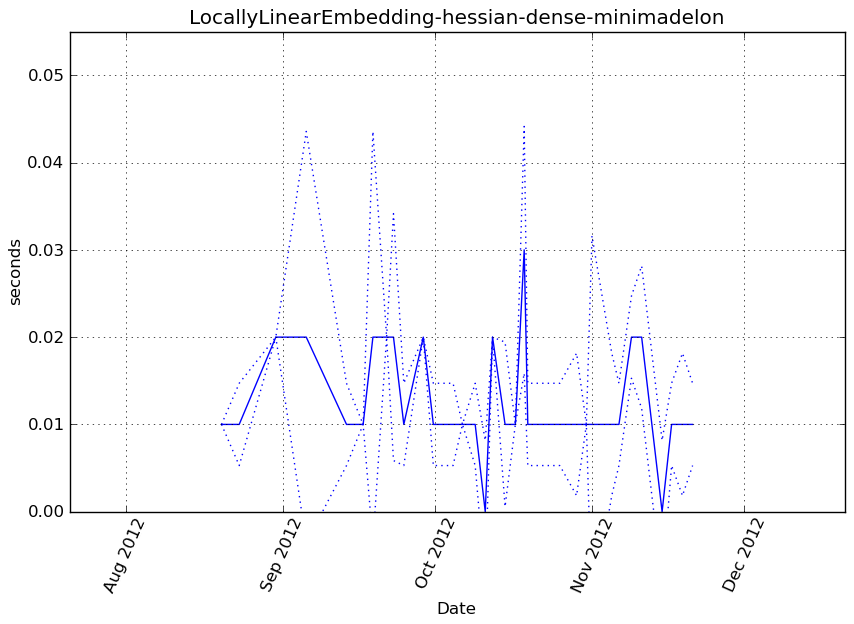 LocallyLinearEmbedding-hessian-dense-minimadelon
0.05
0.04
0.03
0.02
0.01
0.00
seconds
Aug 2012
Sep 2012
Oct 2012
Nov 2012
Dec 2012
Date